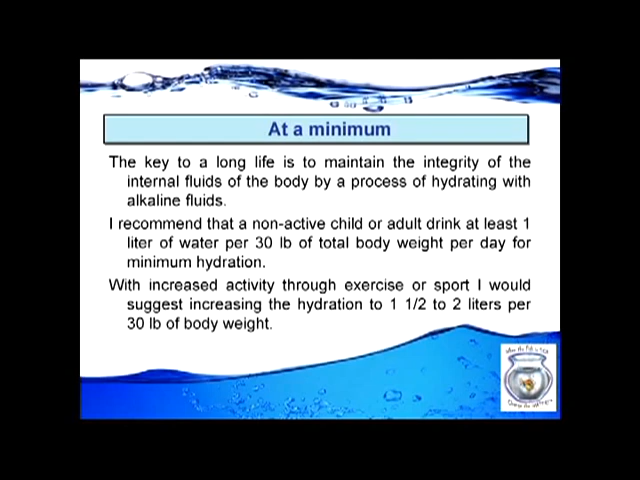 At a minimum
The key to a long life is to maintain the integrity of the
internal fluids of the body by a process of hydrating with
alkaline fluids.
I recommend that a non-active child or adult drink at least 1
liter of water per 30 lb of total body weight per day for
minimum hydration.
With increased activity through exercise or sport I would
suggest increasing the hydration to 1 1/2 to 2 liters per
30 lb of body weight.